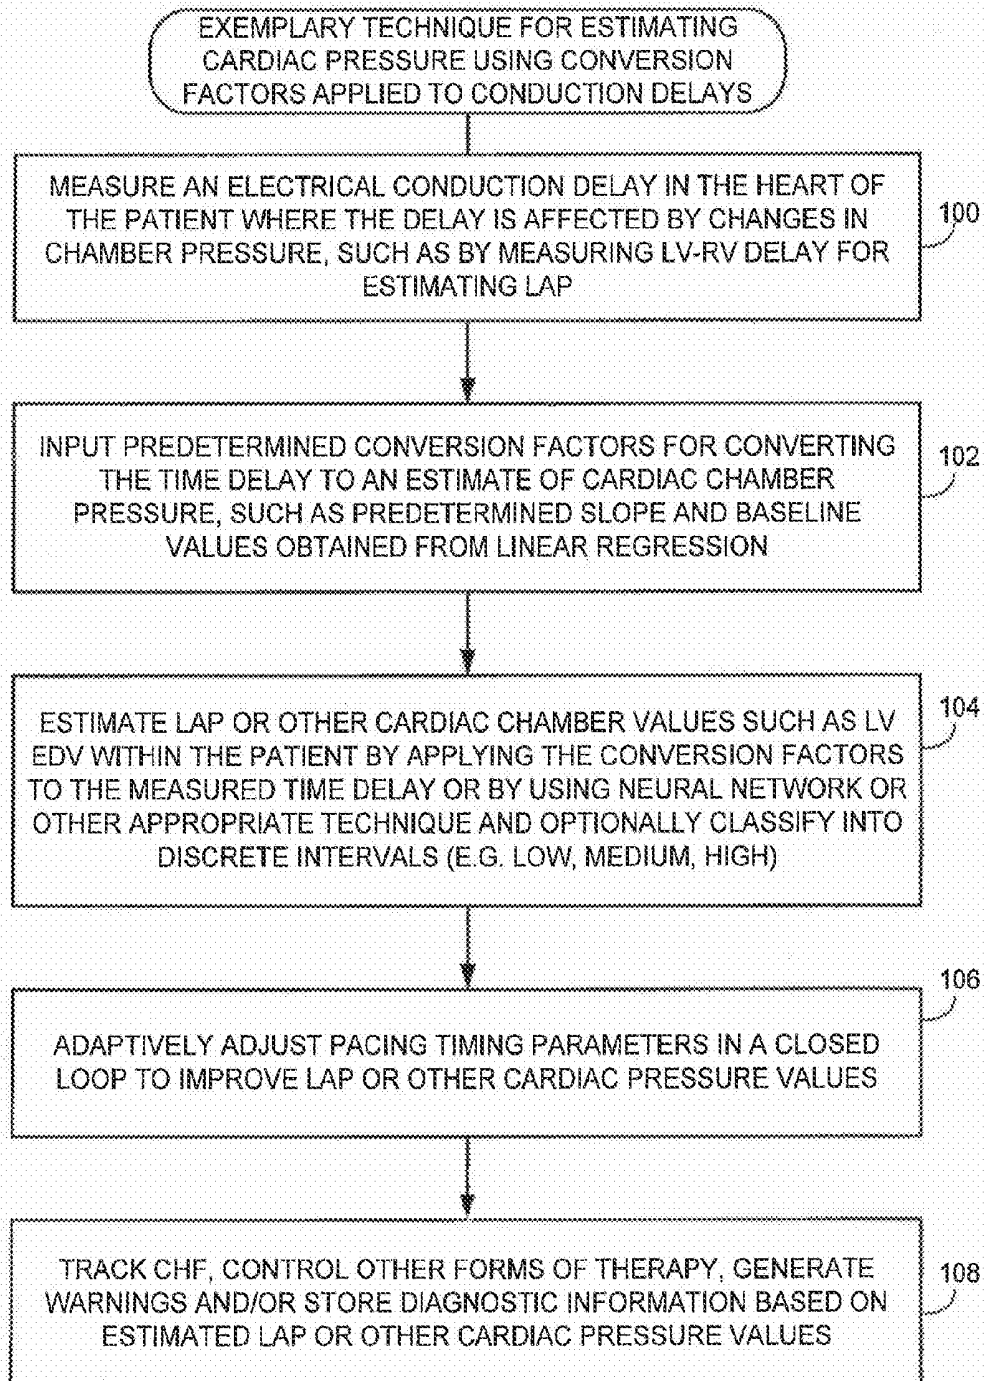 EXEMPLARY TECHNIQUE FOR ESTIMATING
CARDIAC PRESSURE USING CONVERSION
FACTORS APPLIED TO CONDUCTION DELAYS
MEASURE AN ELECTRICAL CONDUCTION DELAY IN THE HEART OF
THE PATIENT WHERE THE DELAY IS AFFECTED BY CHANGES IN
CHAMBER PRESSURE, SUCH AS BY MEASURING LV-RV DELAY FOR
ESTIMATING LAP
100
INPUT PREDETERMINED CONVERSION FACTORS FOR CONVERTING
THE TIME DELAY TO AN ESTIMATE OF CARDIAC CHAMBER
PRESSURE, SUCH AS PREDETERMINED SLOPE AND BASELINE
VALUES OBTAINED FROM LINEAR REGRESSION
102
ESTIMATE LAP OR OTHER CARDIAC CHAMBER VALUES SUCH AS LV
EDV WITHIN THE PATIENT BY APPLYING THE CONVERSION FACTORS
TO THE MEASURED TIME DELAY OR BY USING NEURAL NETWORK OR
OTHER APPROPRIATE TECHNIQUE AND OPTIONALLY CLASSIFY INTO
DISCRETE INTERVALS (E.G. LOW, MEDIUM, HIGH)
104
ADAPTIVELY ADJUST PACING TIMING PARAMETERS IN A CLOSED
LOOP TO IMPROVE LAP OR OTHER CARDIAC PRESSURE VALUES
106
TRACK CHF, CONTROL OTHER FORMS OF THERAPY, GENERATE
WARNINGS AND/OR STORE DIAGNOSTIC INFORMATION BASED ON
ESTIMATED LAP OR OTHER CARDIAC PRESSURE VALUES
108